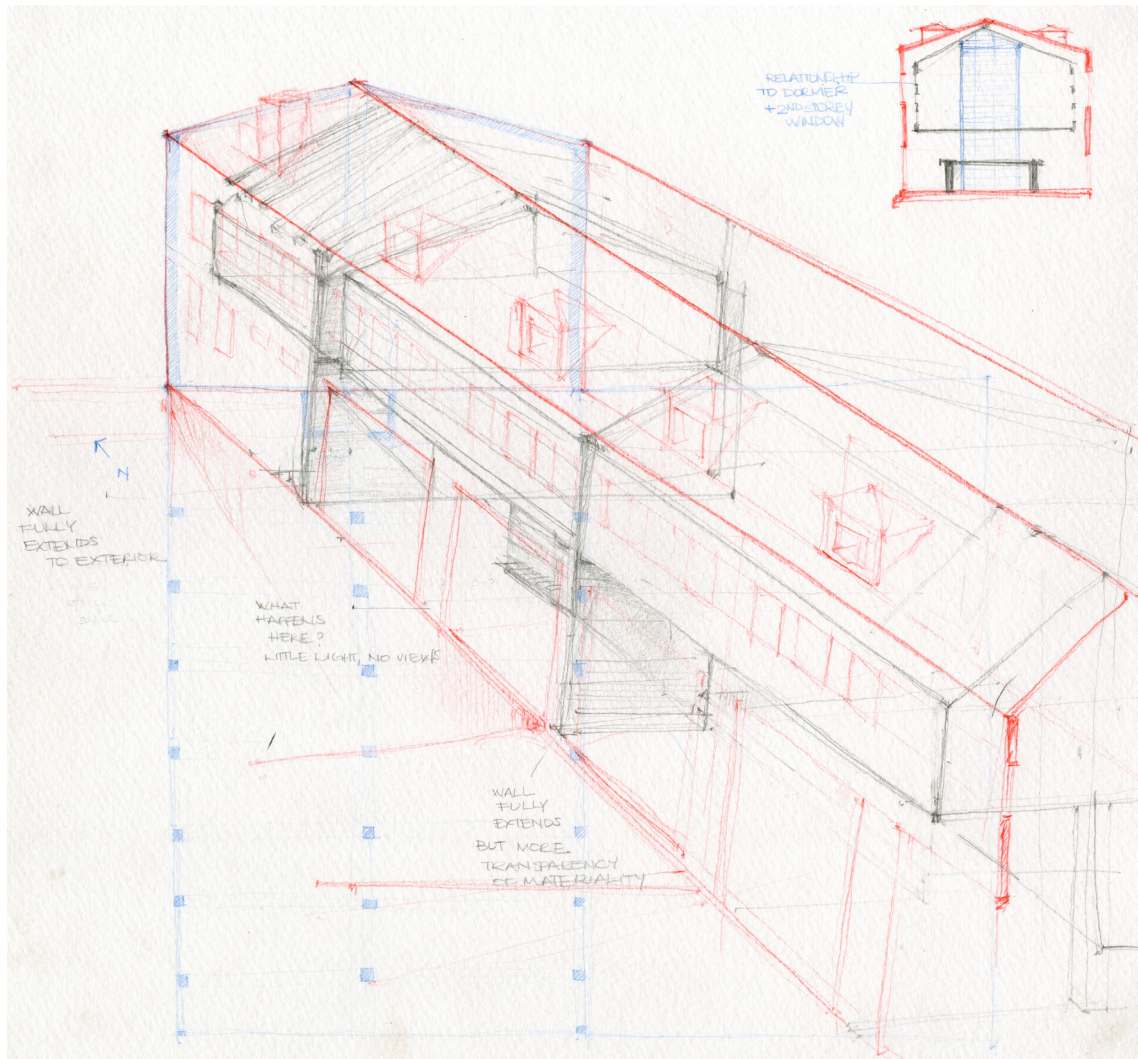 RELATIONSHIP
TO DORMER
+ 2ND STOREY
WINDOW
N
WALL
FULLY
EXTENDS
TO EXTERIOR
WHAT
HAPPENS
HERE?
LITTLE LIGHT, NO VIEWS
WALL
FULLY
EXTENDS
BUT MORE
TRANSPARENCY
OF MATERIALITY